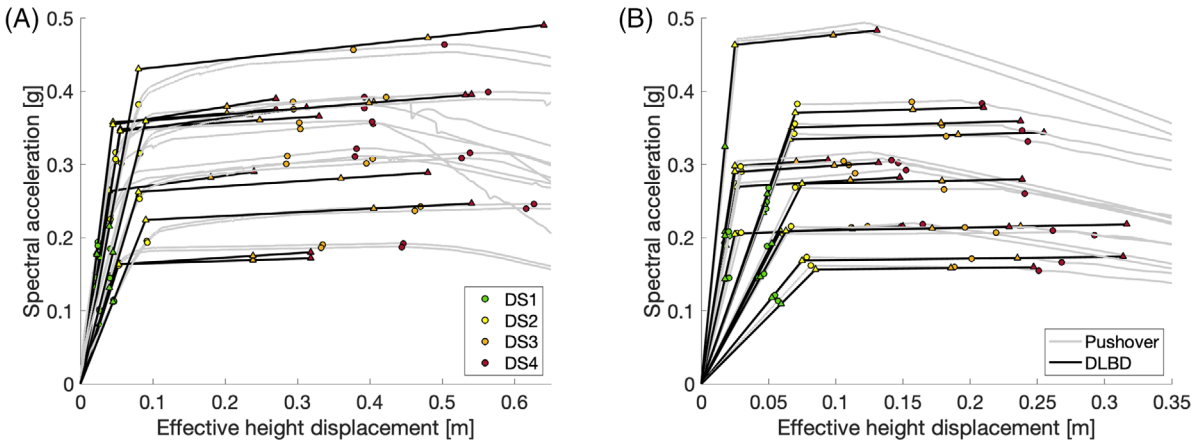 (A)
0.5
0.4
0.3
0.2
0.1
0
Spectral acceleration [g]
0 0.1 0.2 0.3 0.4 0.5 0.6
Effective height displacement [m]
DS1
DS2
DS3
DS4
(B)
0.5
0.4
0.3
0.2
0.1
0
Spectral acceleration [g]
0 0.05 0.1 0.15 0.2 0.25 0.3 0.35
Effective height displacement [m]
Pushover
DLBD